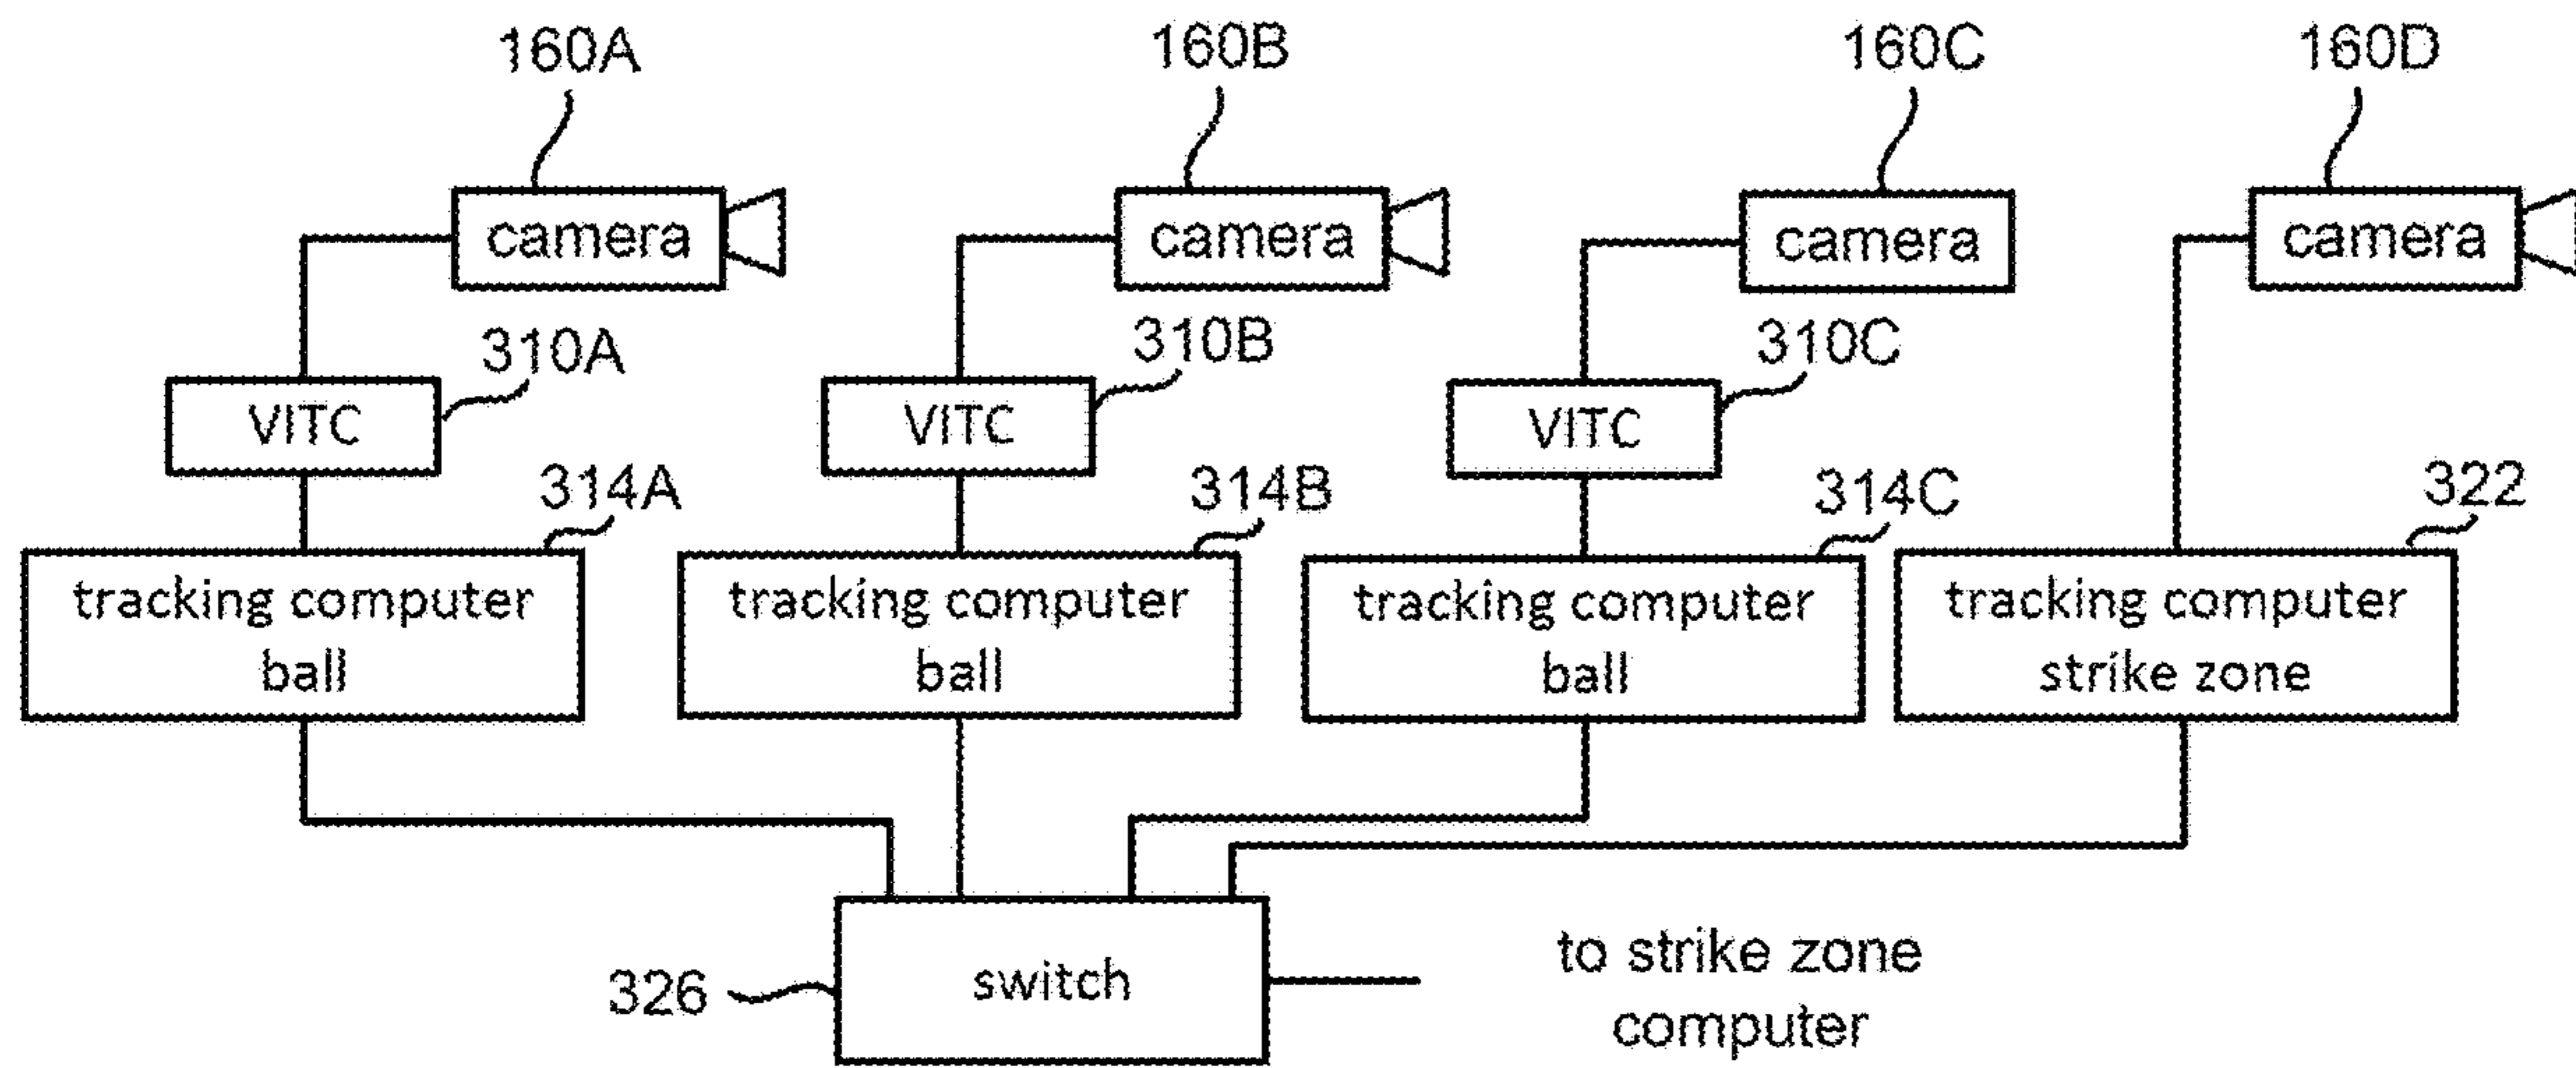 160A
160B
160C
160D
camera
camera
camera
camera
310A
310B
310C
VITC
VITC
VITC
314A
314B
314C
322
tracking computer
ball
tracking computer
ball
tracking computer
ball
tracking computer
strike zone
326
switch
to strike zone
computer